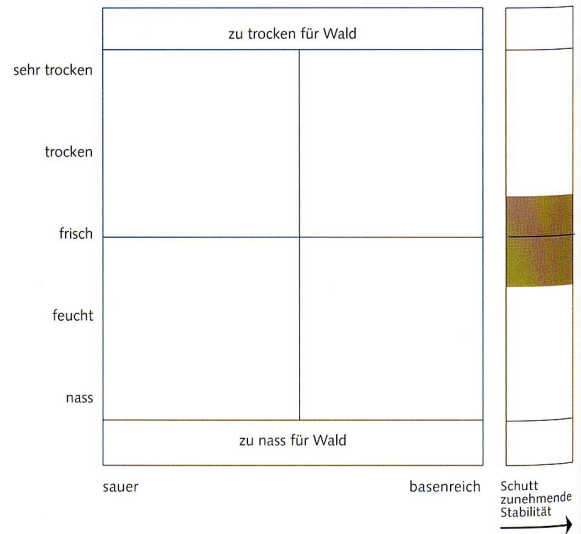 zu trocken für Wald
sehr trocken
trocken
frisch
feucht
nass
zu nass für Wald
sauer
basenreich
Schutt
zunehmende
Stabilität